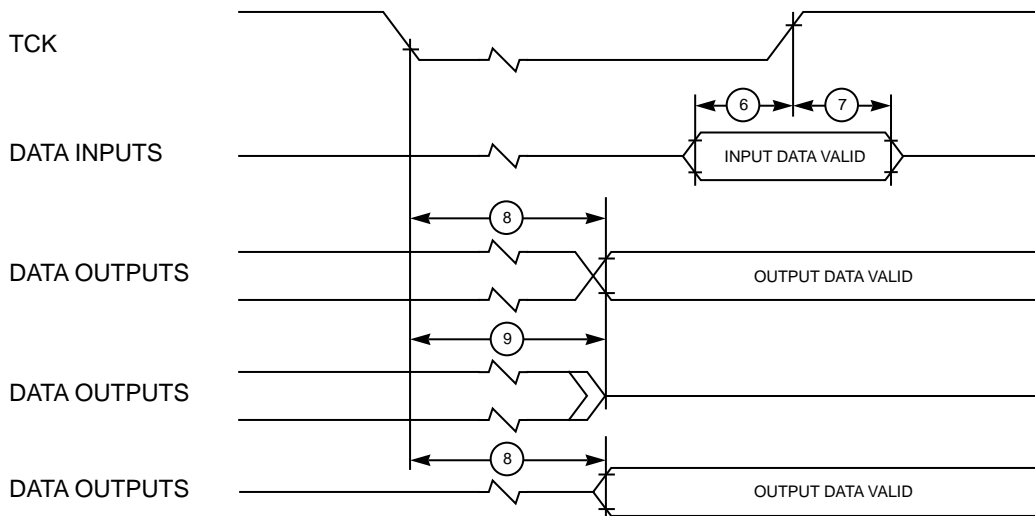 TCK
6
7
DATA INPUTS
INPUT DATA VALID
8
DATA OUTPUTS
OUTPUT DATA VALID
9
DATA OUTPUTS
8
DATA OUTPUTS
OUTPUT DATA VALID